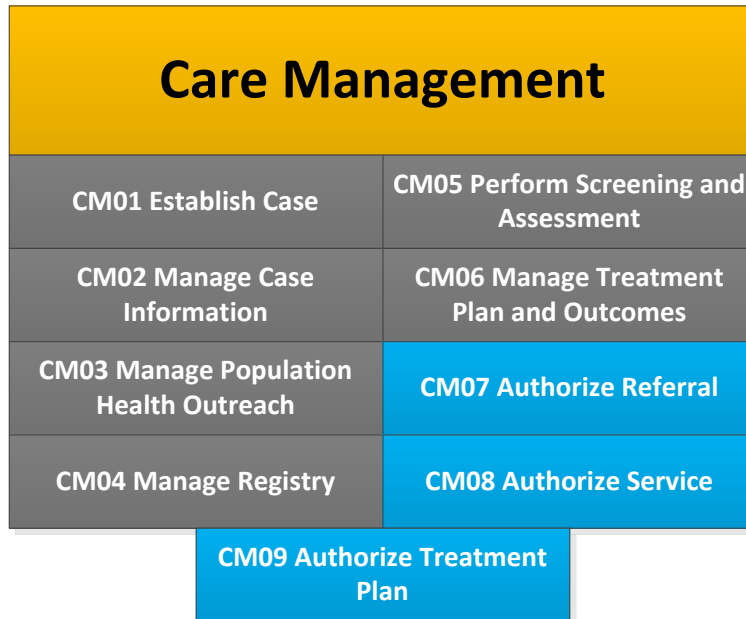 Care Management
CM01 Establish Case
CM05 Perform Screening and
Assessment
CM02 Manage Case
Information
CM06 Manage Treatment
Plan and Outcomes
CM03 Manage Population
Health Outreach
CM07 Authorize Referral
CM04 Manage Registry
CM08 Authorize Service
CM09 Authorize Treatment
Plan